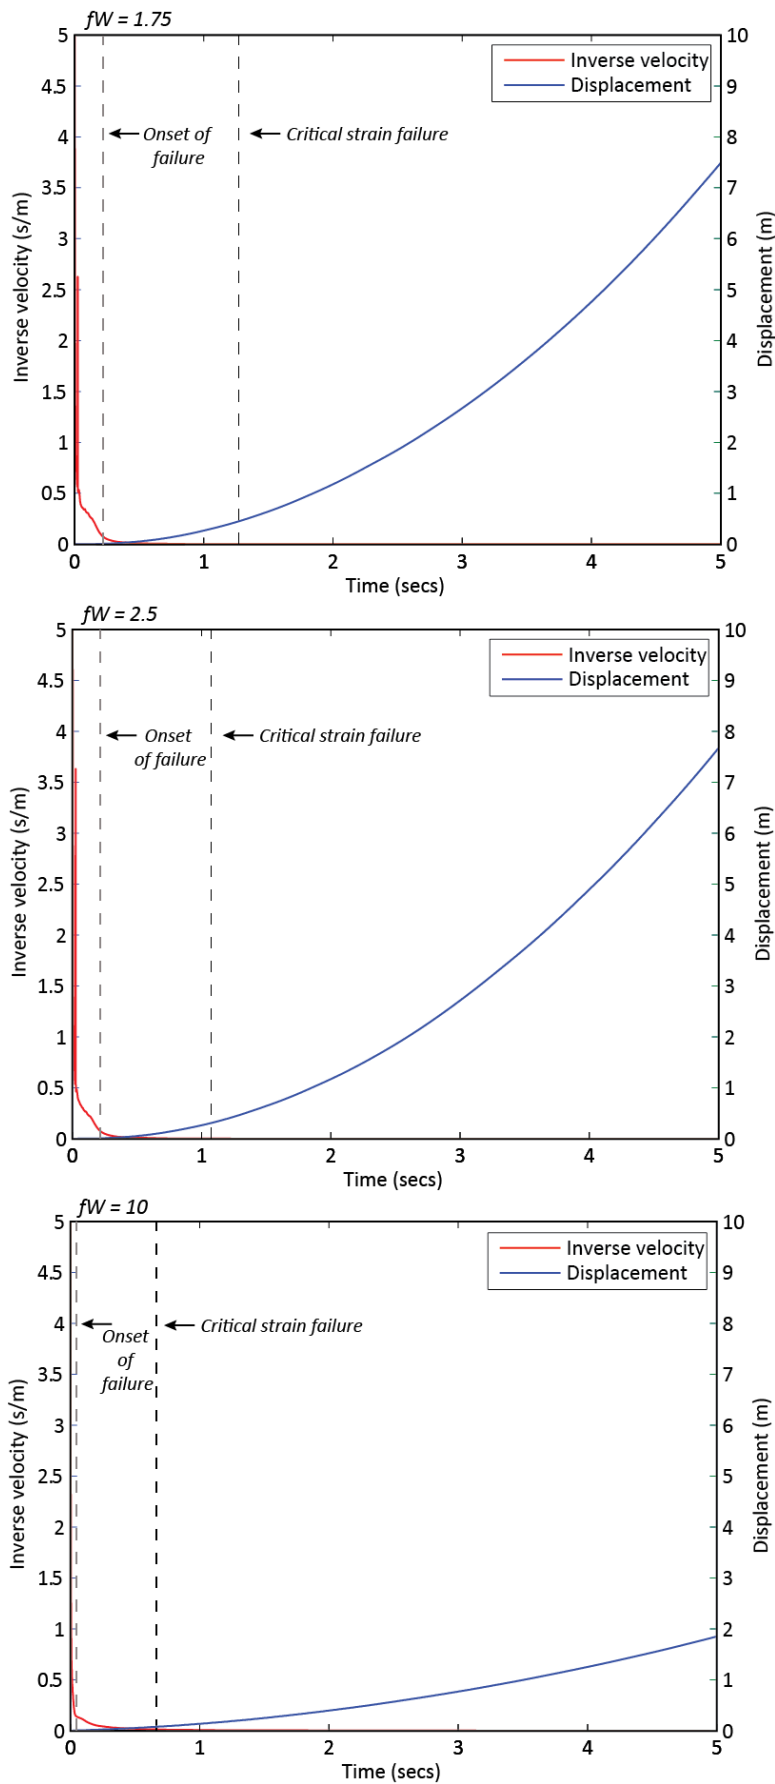 fW = 1.75
5
4.5
4
3.5
3
2.5
2
1.5
1
0.5
0
Inverse velocity (s/m)
Inverse velocity
Displacement
Onset of
failure
Critical strain failure
10
9
8
7
6
5
4
3
2
1
0
Displacement (m)
0 1 2 3 4 5
Time (secs)
fW = 2.5
5
4.5
4
3.5
3
2.5
2
1.5
1
0.5
0
Inverse velocity (s/m)
Inverse velocity
Displacement
Onset
of failure
Critical strain failure
10
9
8
7
6
5
4
3
2
1
0
Displacement (m)
0 1 2 3 4 5
Time (secs)
fW = 10
5
4.5
4
3.5
3
2.5
2
1.5
1
0.5
0
Inverse velocity (s/m)
Inverse velocity
Displacement
Onset
of
failure
Critical strain failure
10
9
8
7
6
5
4
3
2
1
0
Displacement (m)
0 1 2 3 4 5
Time (secs)